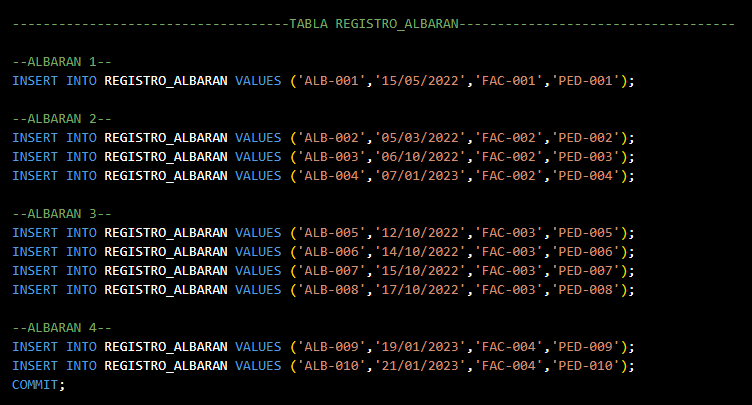 ------------------------------------TABLA REGISTRO_ALBARAN------------------------------------
--ALBARAN 1--
INSERT INTO REGISTRO_ALBARAN VALUES ('ALB-001','15/05/2022','FAC-001','PED-001');
--ALBARAN 2--
INSERT INTO REGISTRO_ALBARAN VALUES ('ALB-002','05/03/2022','FAC-002','PED-002');
INSERT INTO REGISTRO_ALBARAN VALUES ('ALB-003','06/10/2022','FAC-002','PED-003');
INSERT INTO REGISTRO_ALBARAN VALUES ('ALB-004','07/01/2023','FAC-002','PED-004');
--ALBARAN 3--
INSERT INTO REGISTRO_ALBARAN VALUES ('ALB-005','12/10/2022','FAC-003','PED-005');
INSERT INTO REGISTRO_ALBARAN VALUES ('ALB-006','14/10/2022','FAC-003','PED-006');
INSERT INTO REGISTRO_ALBARAN VALUES ('ALB-007','15/10/2022','FAC-003','PED-007');
INSERT INTO REGISTRO_ALBARAN VALUES ('ALB-008','17/10/2022','FAC-003','PED-008');
--ALBARAN 4--
INSERT INTO REGISTRO_ALBARAN VALUES ('ALB-009','19/01/2023','FAC-004','PED-009');
INSERT INTO REGISTRO_ALBARAN VALUES ('ALB-010','21/01/2023','FAC-004','PED-010');
COMMIT;